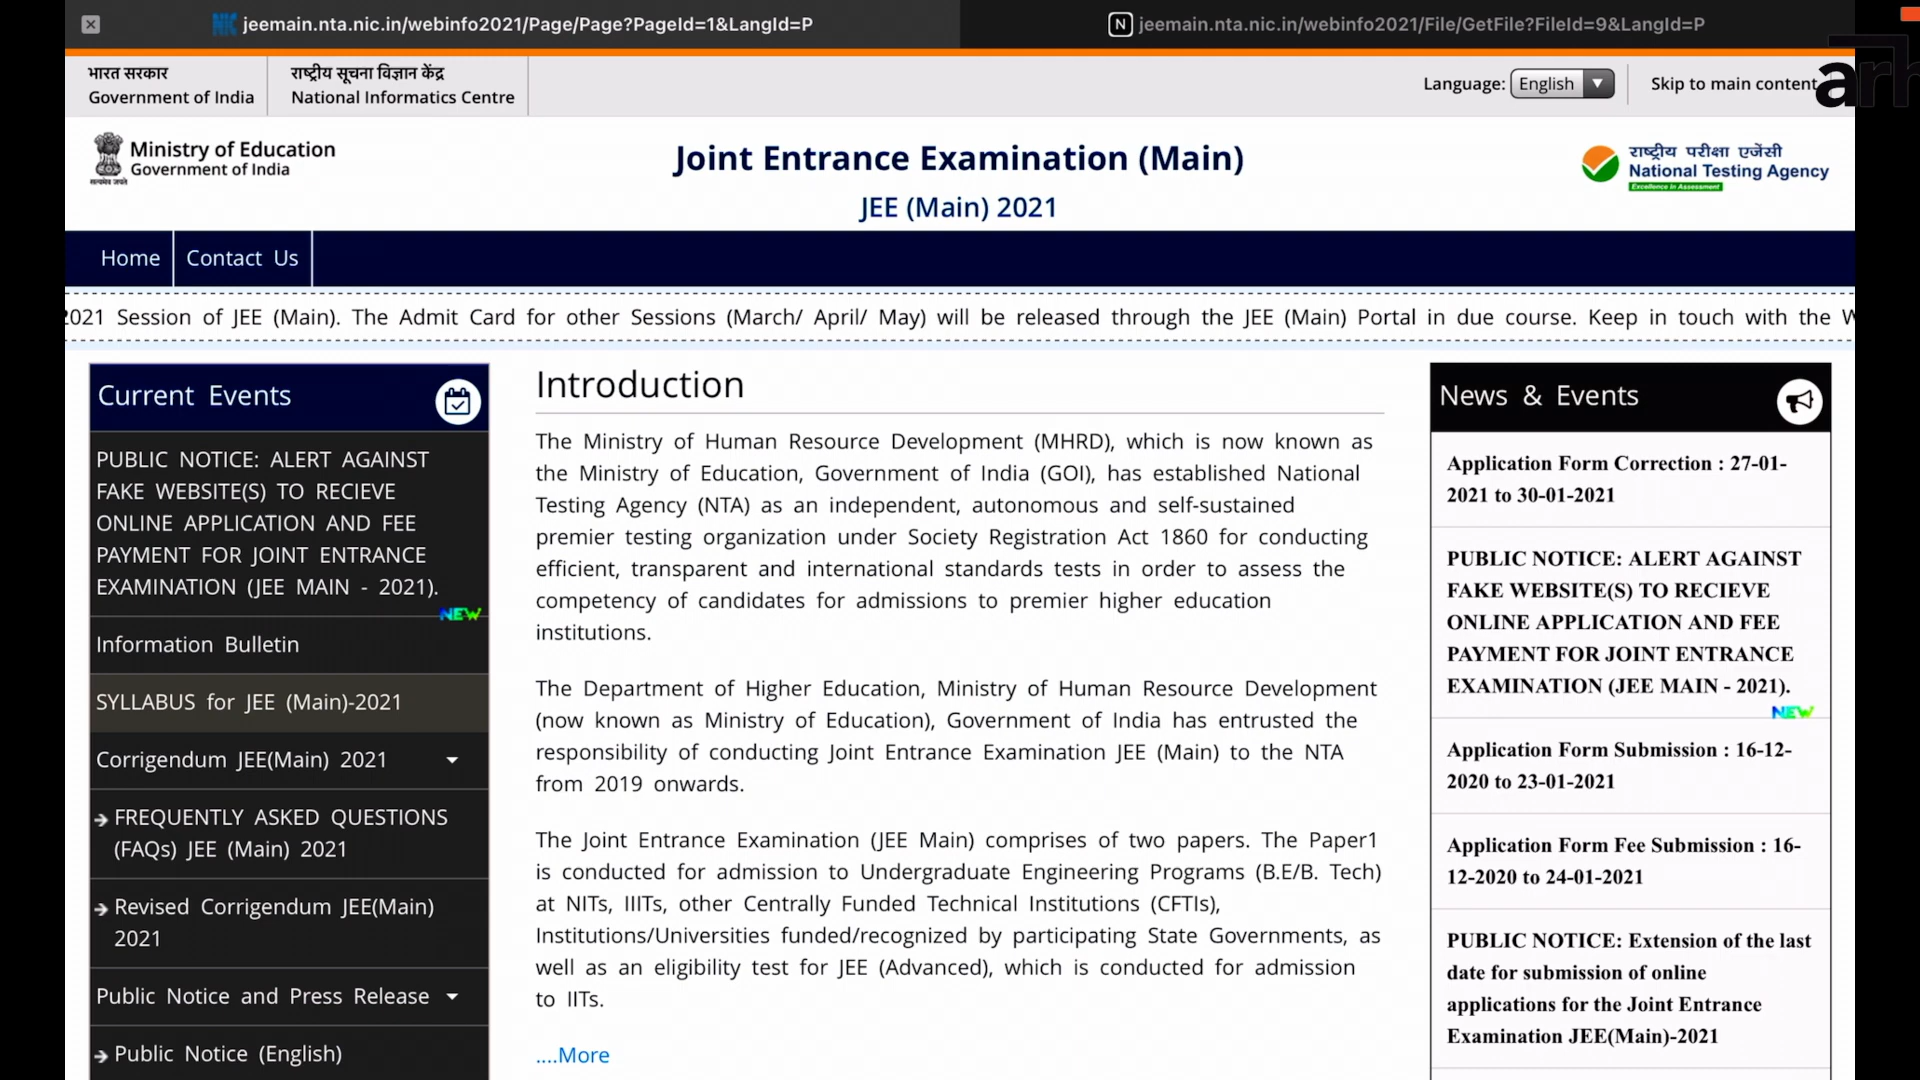 jeemain.nta.nic.in/webinfo2021/Page/Page?PageId=1&LangId=P
N jeemain.nta.nic.in/webinfo2021/File/GetFile?FileId=9&LangId=P
भारत सरकार
Government of India
राष्ट्रीय सूचना विज्ञान केंद्र
National Informatics Centre
Language: English
Skip to main content
arh
Ministry of Education
Government of India
सत्यमेव जयते
Joint Entrance Examination (Main)
JEE (Main) 2021
राष्ट्रीय परीक्षा एजेंसी
National Testing Agency
Excellence in Assessment
Home
Contact Us
2021 Session of JEE (Main). The Admit Card for other Sessions (March/ April/ May) will be released through the JEE (Main) Portal in due course. Keep in touch with the W
Current Events
PUBLIC NOTICE: ALERT AGAINST
FAKE WEBSITE(S) TO RECIEVE
ONLINE APPLICATION AND FEE
PAYMENT FOR JOINT ENTRANCE
EXAMINATION (JEE MAIN - 2021).
NEW
Information Bulletin
SYLLABUS for JEE (Main)-2021
Corrigendum JEE(Main) 2021
FREQUENTLY ASKED QUESTIONS
(FAQs) JEE (Main) 2021
Revised Corrigendum JEE(Main)
2021
Public Notice and Press Release
Public Notice (English)
Introduction
The Ministry of Human Resource Development (MHRD), which is now known as
the Ministry of Education, Government of India (GOI), has established National
Testing Agency (NTA) as an independent, autonomous and self-sustained
premier testing organization under Society Registration Act 1860 for conducting
efficient, transparent and international standards tests in order to assess the
competency of candidates for admissions to premier higher education
institutions.
The Department of Higher Education, Ministry of Human Resource Development
(now known as Ministry of Education), Government of India has entrusted the
responsibility of conducting Joint Entrance Examination JEE (Main) to the NTA
from 2019 onwards.
The Joint Entrance Examination (JEE Main) comprises of two papers. The Paper1
is conducted for admission to Undergraduate Engineering Programs (B.E/B. Tech)
at NITs, IIITs, other Centrally Funded Technical Institutions (CFTIs),
Institutions/Universities funded/recognized by participating State Governments, as
well as an eligibility test for JEE (Advanced), which is conducted for admission
to IITs.
....More
News & Events
Application Form Correction : 27-01-
2021 to 30-01-2021
PUBLIC NOTICE: ALERT AGAINST
FAKE WEBSITE(S) TO RECIEVE
ONLINE APPLICATION AND FEE
PAYMENT FOR JOINT ENTRANCE
EXAMINATION (JEE MAIN - 2021).
NEW
Application Form Submission : 16-12-
2020 to 23-01-2021
Application Form Fee Submission : 16-
12-2020 to 24-01-2021
PUBLIC NOTICE: Extension of the last
date for submission of online
applications for the Joint Entrance
Examination JEE(Main)-2021